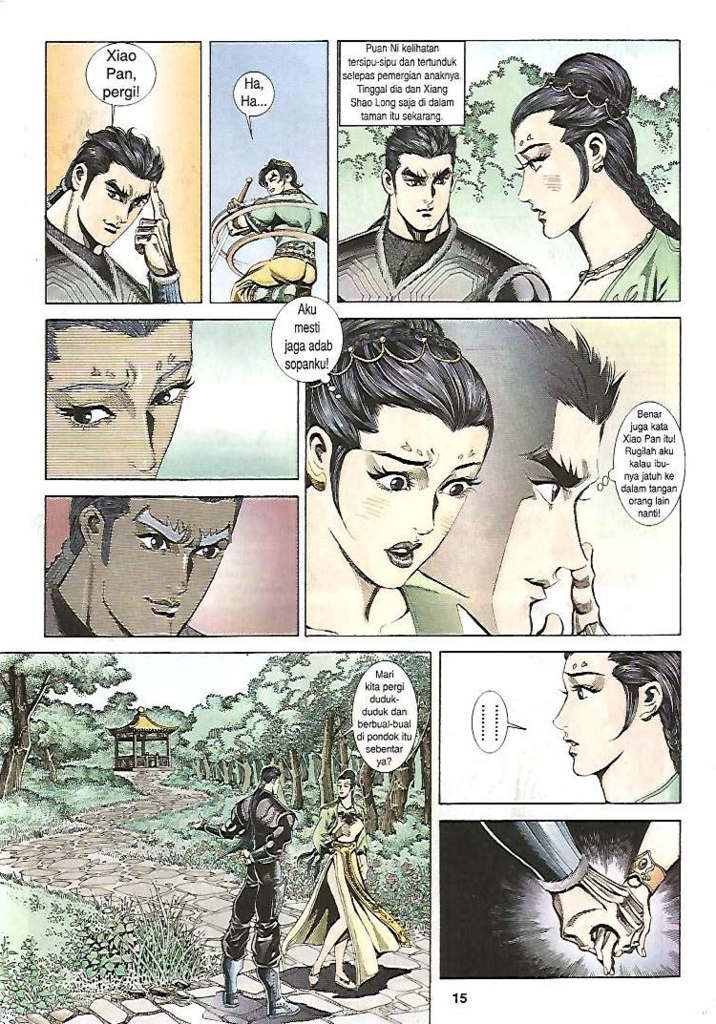 Xiao
Pan,
pergi!
Ha,
Ha...
Puan Ni kelihatan
tersipu-sipu dan tertunduk
selepas pemergian anaknya.
Tinggal dia dan Xiang
Shao Long saja di dalam
taman itu sekarang.
Aku
mesti
jaga adab
sopanku!
Benar
juga kata
Xiao Pan itu!
Rugilah aku
kalau ibu-
nya jatuh ke
dalam tangan
orang lain
nanti!
Mari
kita pergi
duduk-
duduk dan
berbual-bual
di pondok itu
sebentar
ya?
......
15